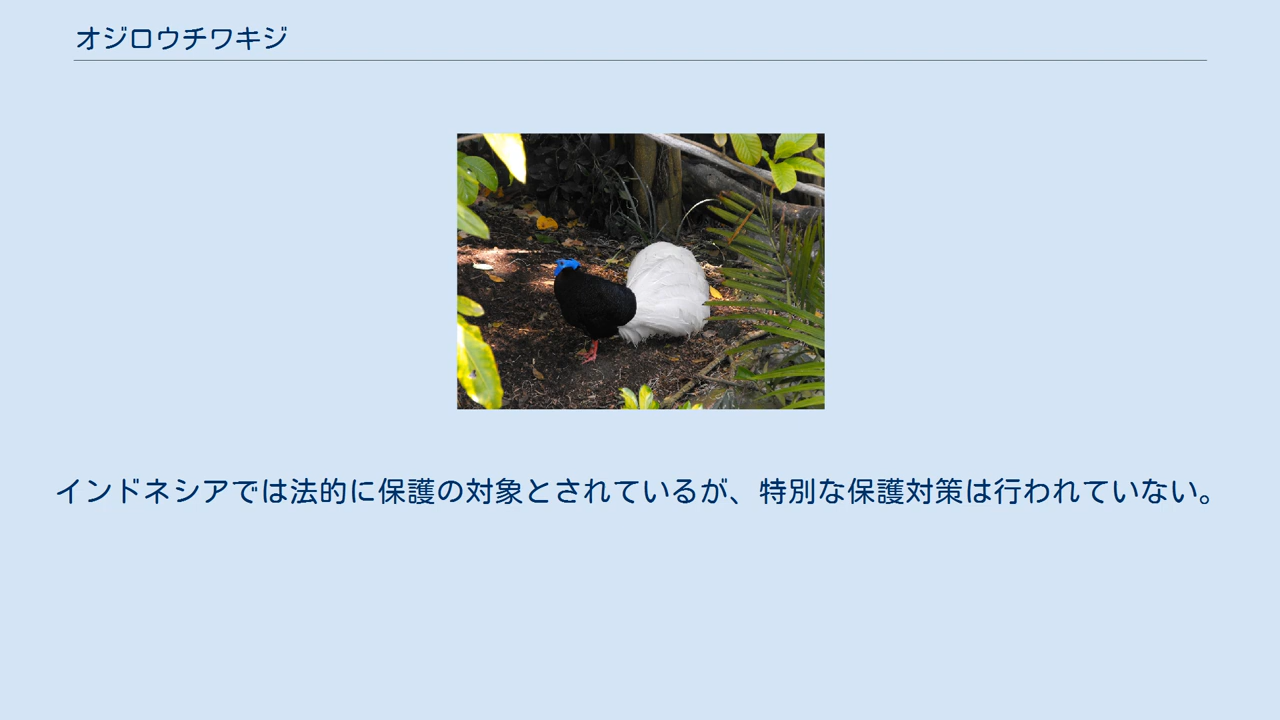 オジロウチワキジ
インドネシアでは法的に保護の対象とされているが、特別な保護対策は行われていない。